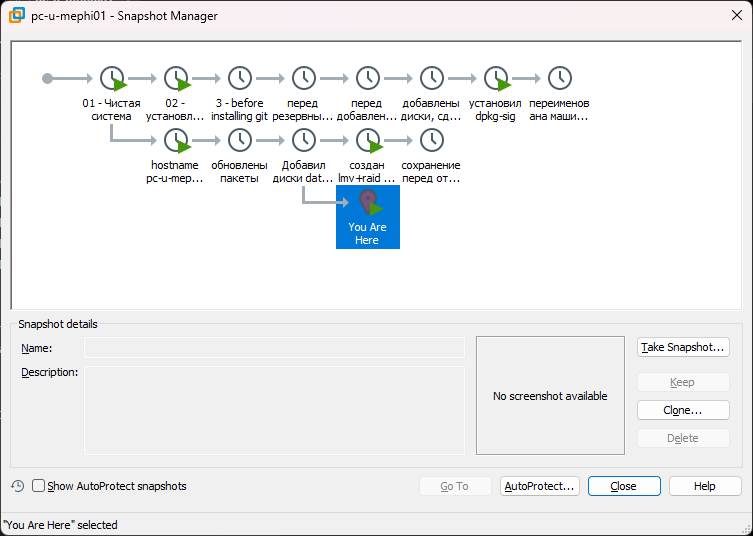 pc-u-mephi01 - Snapshot Manager
01 - Чистая
система
02 -
установл...
3 - before
installing git
перед
резервны...
перед
добавлен...
добавлены
диски, сд...
установил
dpkg-sig
переименов
ана маши...
hostname
pc-u-mep...
обновлены
пакеты
Добавил
диски dat...
создан
lmv+raid ...
сохранение
перед от...
You Are
Here
Snapshot details
Name:
Description:
No screenshot available
Take Snapshot...
Keep
Clone...
Delete
Show AutoProtect snapshots
Go To
AutoProtect...
Close
Help
"You Are Here" selected